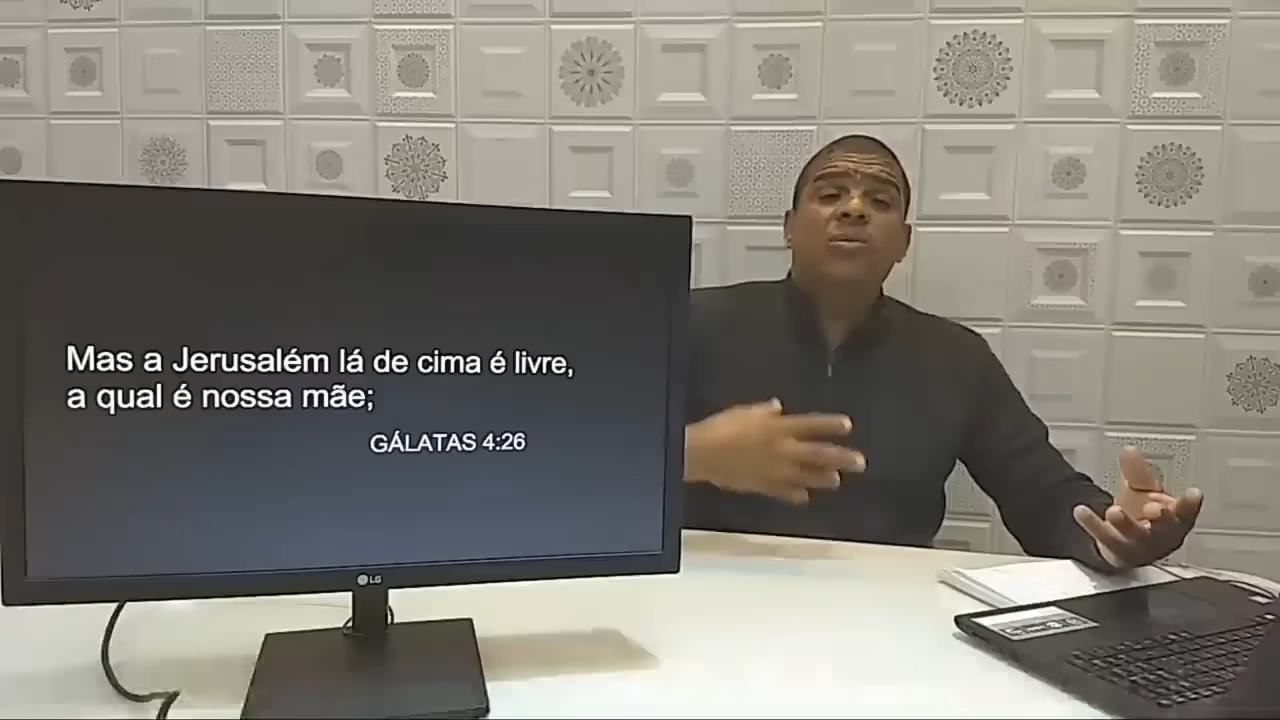 Mas a Jerusalém lá de cima é livre,
a qual é nossa mãe;
GÁLATAS 4:26
LG